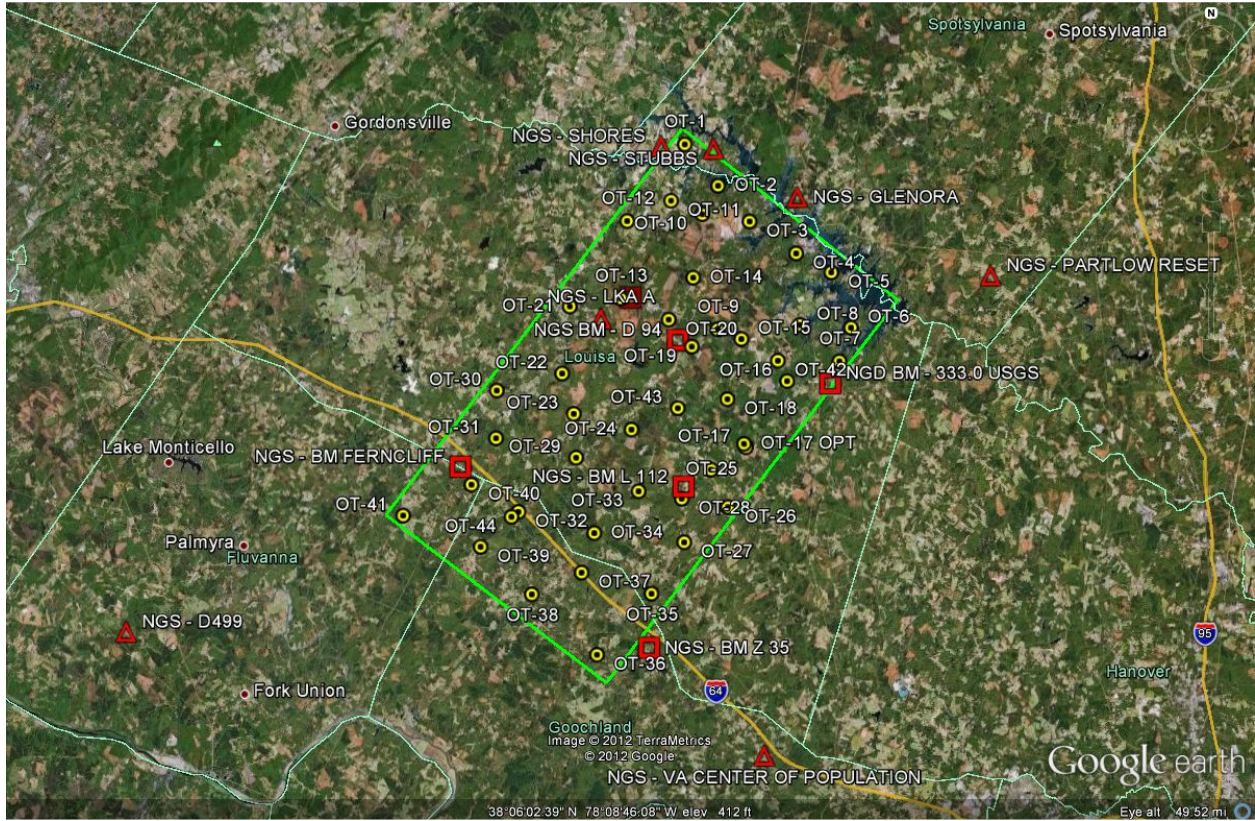 N
Spotsylvania
Spotsylvania
Gordonsville
OT-1
NGS - SHORES
NGS - STUBBS
OT-2
OT-12
NGS - GLENORA
OT-11
OT-10
OT-3
OT-4
NGS - PARTLOW RESET
OT-13
OT-14
OT-5
NGS - LKA A
OT-21
OT-9
OT-8
OT-6
NGS BM - D 94
OT-20
OT-15
OT-7
OT-19
Louisa
OT-22
OT-16
OT-42
NGD BM - 333.0 USGS
OT-30
OT-23
OT-43
OT-18
OT-31
OT-24
OT-17
OT-17 OPT
Lake Monticello
OT-29
NGS - BM FERNCLIFF
OT-25
NGS - BM L 112
OT-40
OT-33
OT-41
OT-28
OT-26
OT-44
OT-32
OT-34
Palmyra
Fluvanna
OT-39
OT-27
OT-37
OT-38
OT-35
NGS - D499
95
NGS - BM Z 35
OT-36
Hanover
Fork Union
64
Goochland
Image © 2012 TerraMetrics
© 2012 Google
Google earth
NGS - VA CENTER OF POPULATION
38°06'02.39" N 78°08'46.08" W elev 412 ft
Eye alt 49.52 mi